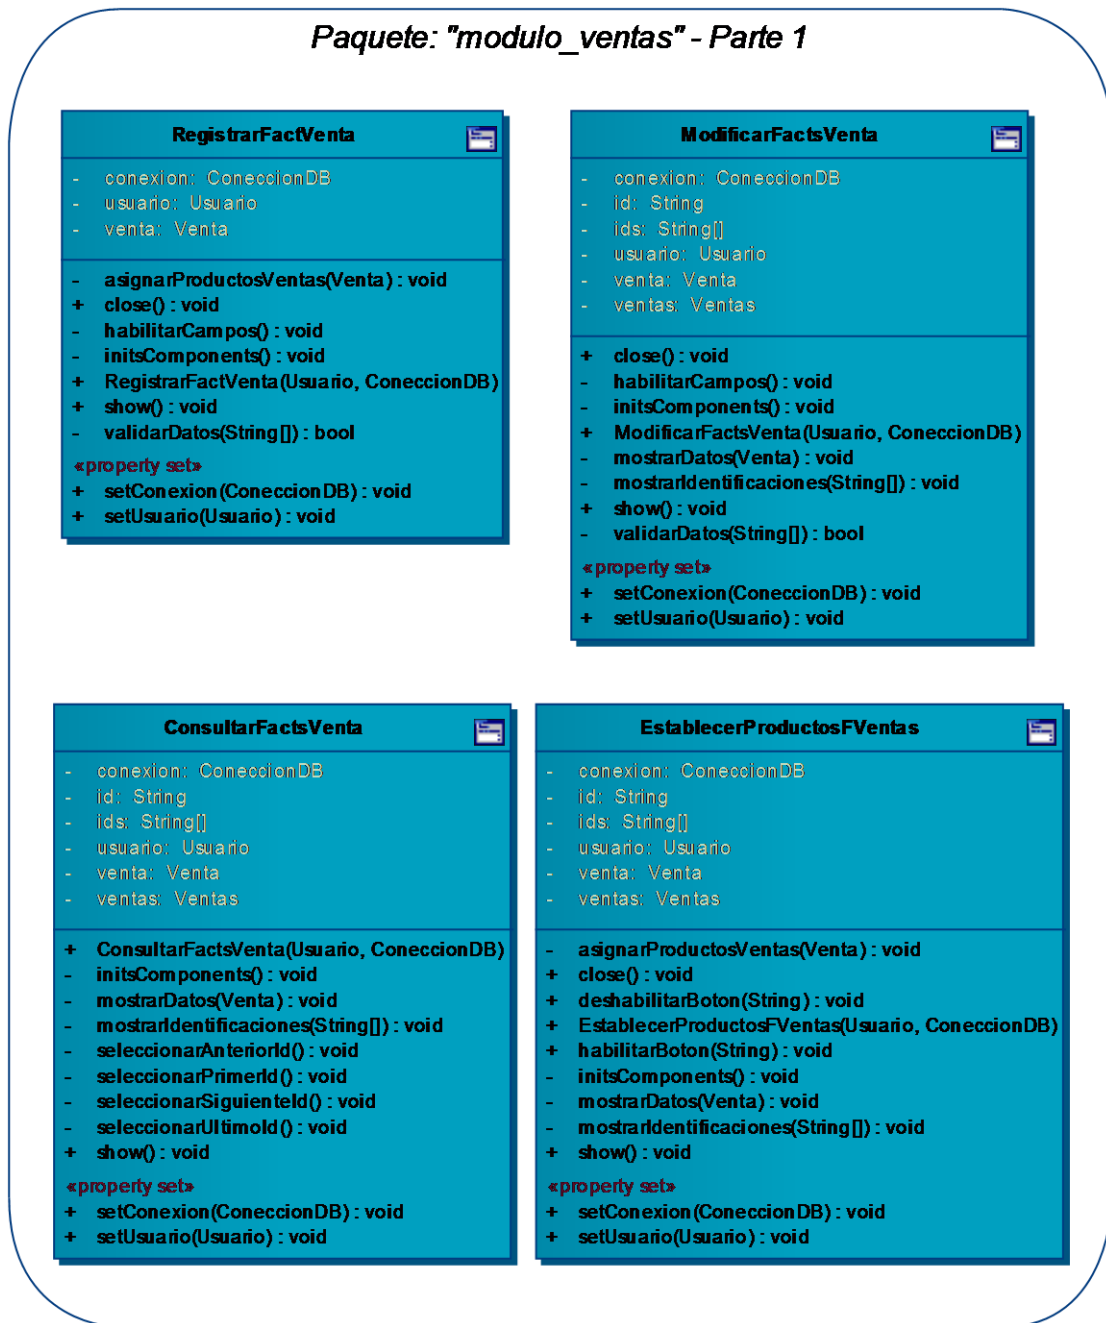 Paquete: "modulo_ventas" - Parte 1
RegistrarFactVenta
- conexion: ConeccionDB
- usuario: Usuario
- venta: Venta
- asignarProductosVentas(Venta) : void
+ close() : void
- habilitarCampos() : void
- initsComponents() : void
+ RegistrarFactVenta(Usuario, ConeccionDB)
+ show() : void
- validarDatos(String[]) : bool
«property set»
+ setConexion(ConeccionDB) : void
+ setUsuario(Usuario) : void
ModificarFactsVenta
- conexion: ConeccionDB
- id: String
- ids: String[]
- usuario: Usuario
- venta: Venta
- ventas: Ventas
+ close() : void
- habilitarCampos() : void
- initsComponents() : void
+ ModificarFactsVenta(Usuario, ConeccionDB)
- mostrarDatos(Venta) : void
- mostrarIdentificaciones(String[]) : void
+ show() : void
- validarDatos(String[]) : bool
«property set»
+ setConexion(ConeccionDB) : void
+ setUsuario(Usuario) : void
ConsultarFactsVenta
- conexion: ConeccionDB
- id: String
- ids: String[]
- usuario: Usuario
- venta: Venta
- ventas: Ventas
+ ConsultarFactsVenta(Usuario, ConeccionDB)
- initsComponents() : void
- mostrarDatos(Venta) : void
- mostrarIdentificaciones(String[]) : void
- seleccionarAnteriorId() : void
- seleccionarPrimerId() : void
- seleccionarSiguienteId() : void
- seleccionarUltimoId() : void
+ show() : void
«property set»
+ setConexion(ConeccionDB) : void
+ setUsuario(Usuario) : void
EstablecerProductosFVentas
- conexion: ConeccionDB
- id: String
- ids: String[]
- usuario: Usuario
- venta: Venta
- ventas: Ventas
- asignarProductosVentas(Venta) : void
+ close() : void
+ deshabilitarBoton(String) : void
+ EstablecerProductosFVentas(Usuario, ConeccionDB)
+ habilitarBoton(String) : void
- initsComponents() : void
- mostrarDatos(Venta) : void
- mostrarIdentificaciones(String[]) : void
+ show() : void
«property set»
+ setConexion(ConeccionDB) : void
+ setUsuario(Usuario) : void